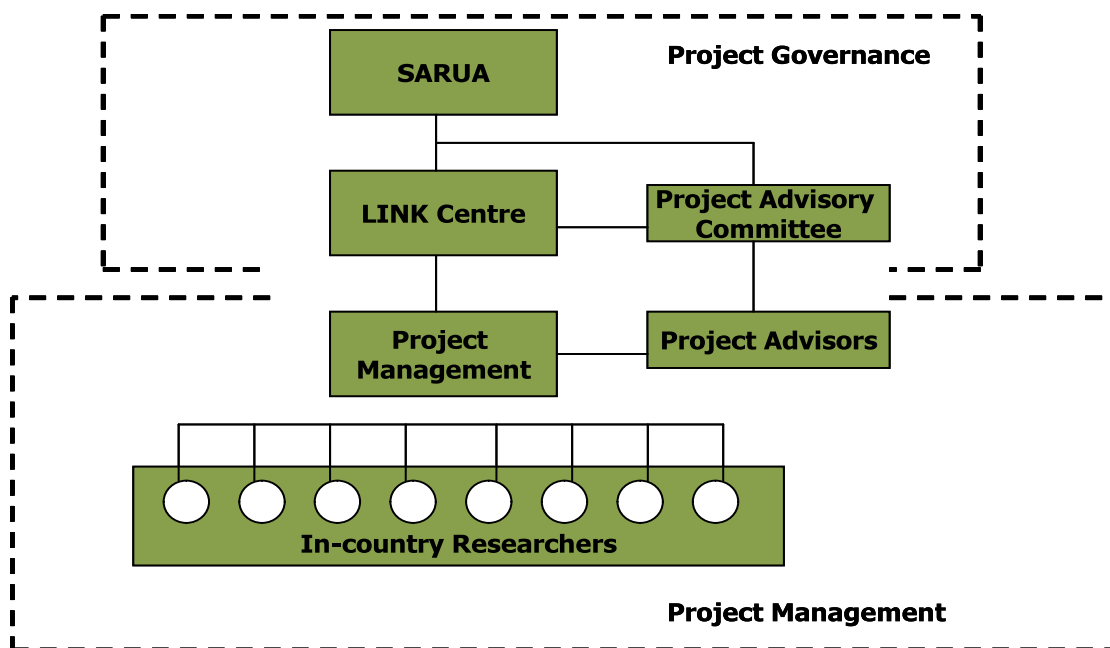 Project Governance
SARUA
LINK Centre
Project Advisory
Committee
Project
Management
Project Advisors
In-country Researchers
Project Management